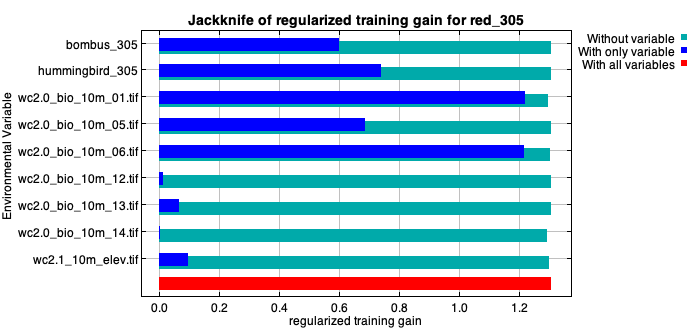 Jackknife of regularized training gain for red_305
Without variable
With only variable
With all variables
Environmental Variable
bombus_305
hummingbird_305
wc2.0_bio_10m_01.tif
wc2.0_bio_10m_05.tif
wc2.0_bio_10m_06.tif
wc2.0_bio_10m_12.tif
wc2.0_bio_10m_13.tif
wc2.0_bio_10m_14.tif
wc2.1_10m_elev.tif
0.0 0.2 0.4 0.6 0.8 1.0 1.2
regularized training gain